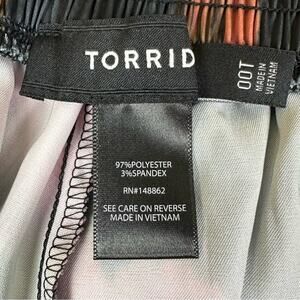 TORRID
00T
MADE IN
VIETNAM
97%POLYESTER
3%SPANDEX
RN#148862
SEE CARE ON REVERSE
MADE IN VIETNAM